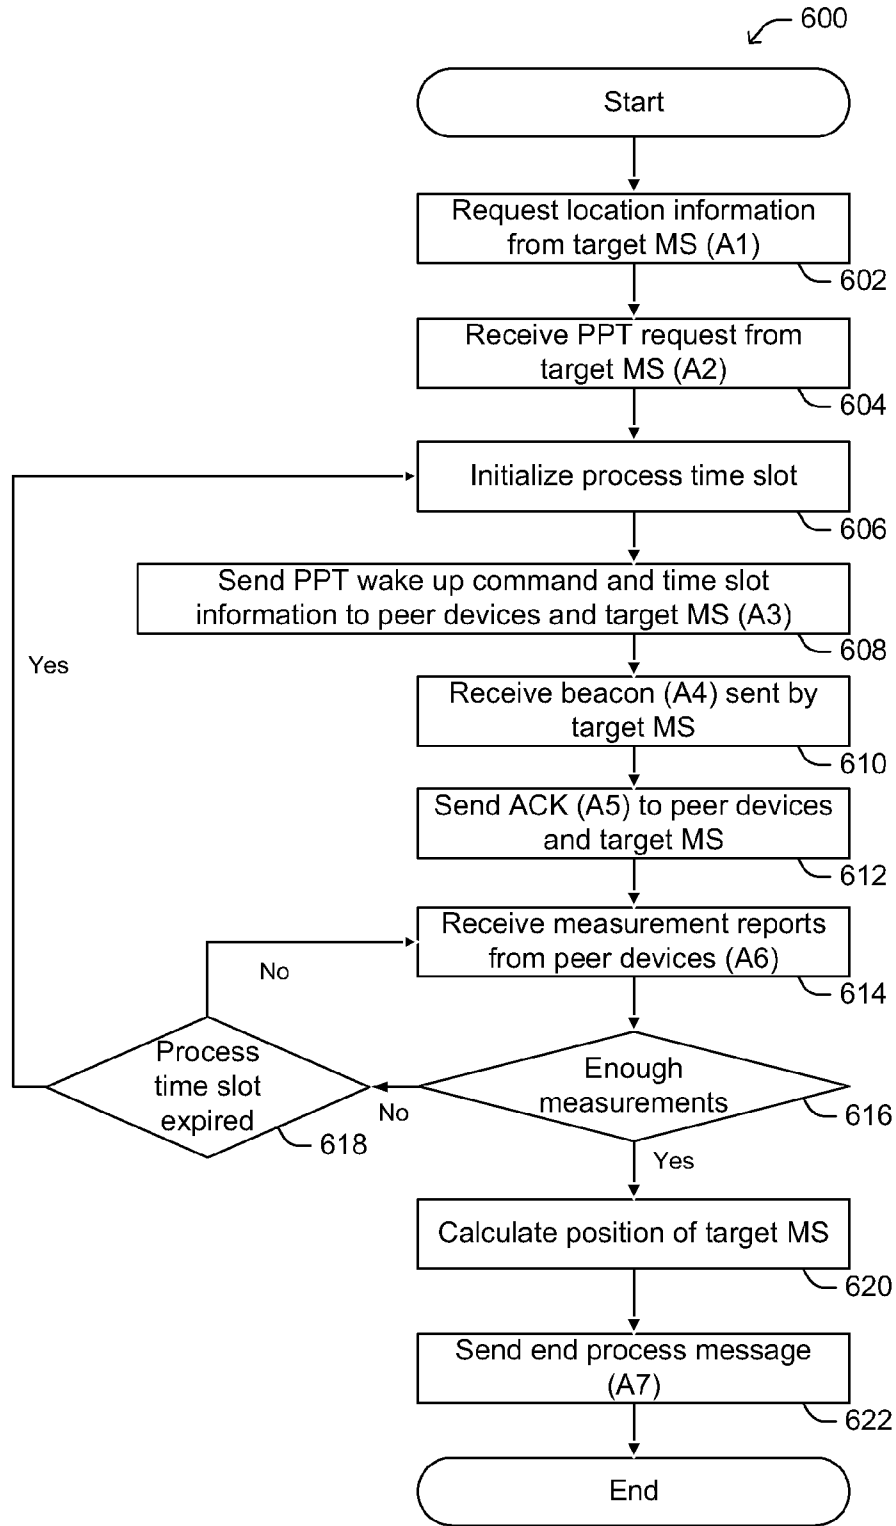 600
Start
Request location information
from target MS (A1)
602
Receive PPT request from
target MS (A2)
604
Initialize process time slot
606
Send PPT wake up command and time slot
information to peer devices and target MS (A3)
608
Yes
Receive beacon (A4) sent by
target MS
610
Send ACK (A5) to peer devices
and target MS
612
Receive measurement reports
from peer devices (A6)
614
No
Process
time slot
expired
618
No
Enough
measurements
616
Yes
Calculate position of target MS
620
Send end process message
(A7)
622
End